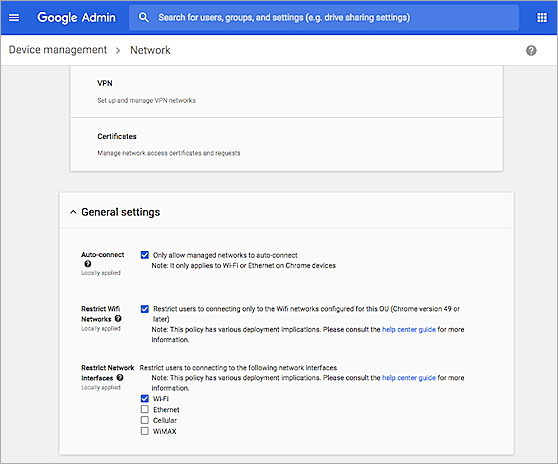 Google Admin
Search for users, groups, and settings (e.g. drive sharing settings)
Device management > Network
VPN
Set up and manage VPN networks
Certificates
Manage network access certificates and requests
General settings
Auto-connect
Locally applied
Only allow managed networks to auto-connect
Note: It only applies to Wi-Fi or Ethernet on Chrome devices
Restrict Wifi
Networks
Locally applied
Restrict users to connecting only to the Wifi networks configured for this OU (Chrome version 49 or
later)
Note: This policy has various deployment implications. Please consult the help center guide for more
information.
Restrict Network
Interfaces
Locally applied
Restrict users to connecting to the following network interfaces
Note: This policy has various deployment implications. Please consult the help center guide for more
information.
Wi-Fi
Ethernet
Cellular
WiMAX